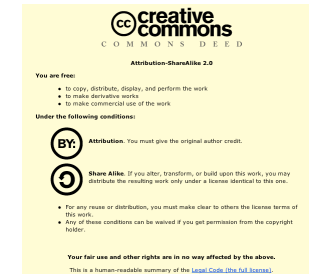 cc creative
commons
COMMONS DEED
Attribution-ShareAlike 2.0
You are free:
• to copy, distribute, display, and perform the work
• to make derivative works
• to make commercial use of the work
Under the following conditions:
BY: Attribution. You must give the original author credit.
Share Alike. If you alter, transform, or build upon this work, you may
distribute the resulting work only under a license identical to this one.
• For any reuse or distribution, you must make clear to others the license terms of
this work.
• Any of these conditions can be waived if you get permission from the copyright
holder.
Your fair use and other rights are in no way affected by the above.
This is a human-readable summary of the Legal Code (the full license).